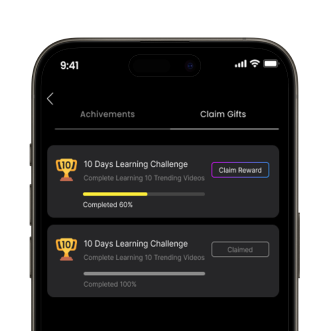 9:41
Achivements
Claim Gifts
10
10 Days Learning Challenge
Complete Learning 10 Trending Videos
Claim Reward
Completed 60%
10
10 Days Learning Challenge
Complete Learning 10 Trending Videos
Claimed
Completed 100%